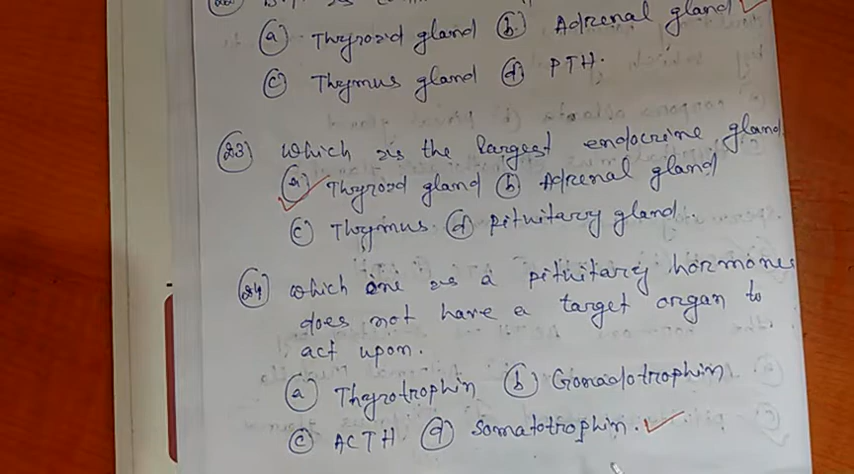 (a) Thyroid gland (b) Adrenal gland
(c) Thymus gland (d) PTH.
(23) which is the largest endocrine gland
(a) Thyroid gland (b) Adrenal gland
(c) Thymus (d) pituitary gland.
(24) which one is a pituitary hormones
does not have a target organ to
act upon.
(a) Thyrotrophin (b) Gonadotrophin
(c) ACTH (d) Somatotrophin.